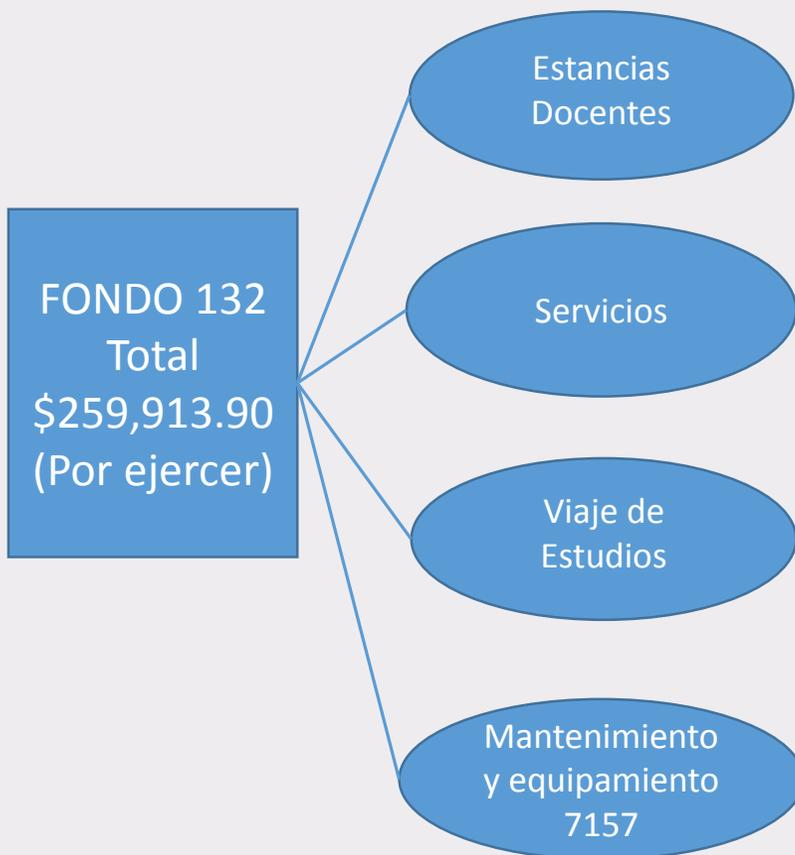 FONDO 132
Total
$259,913.90
(Por ejercer)
Estancias
Docentes
Servicios
Viaje de
Estudios
Mantenimiento
y equipamiento
7157